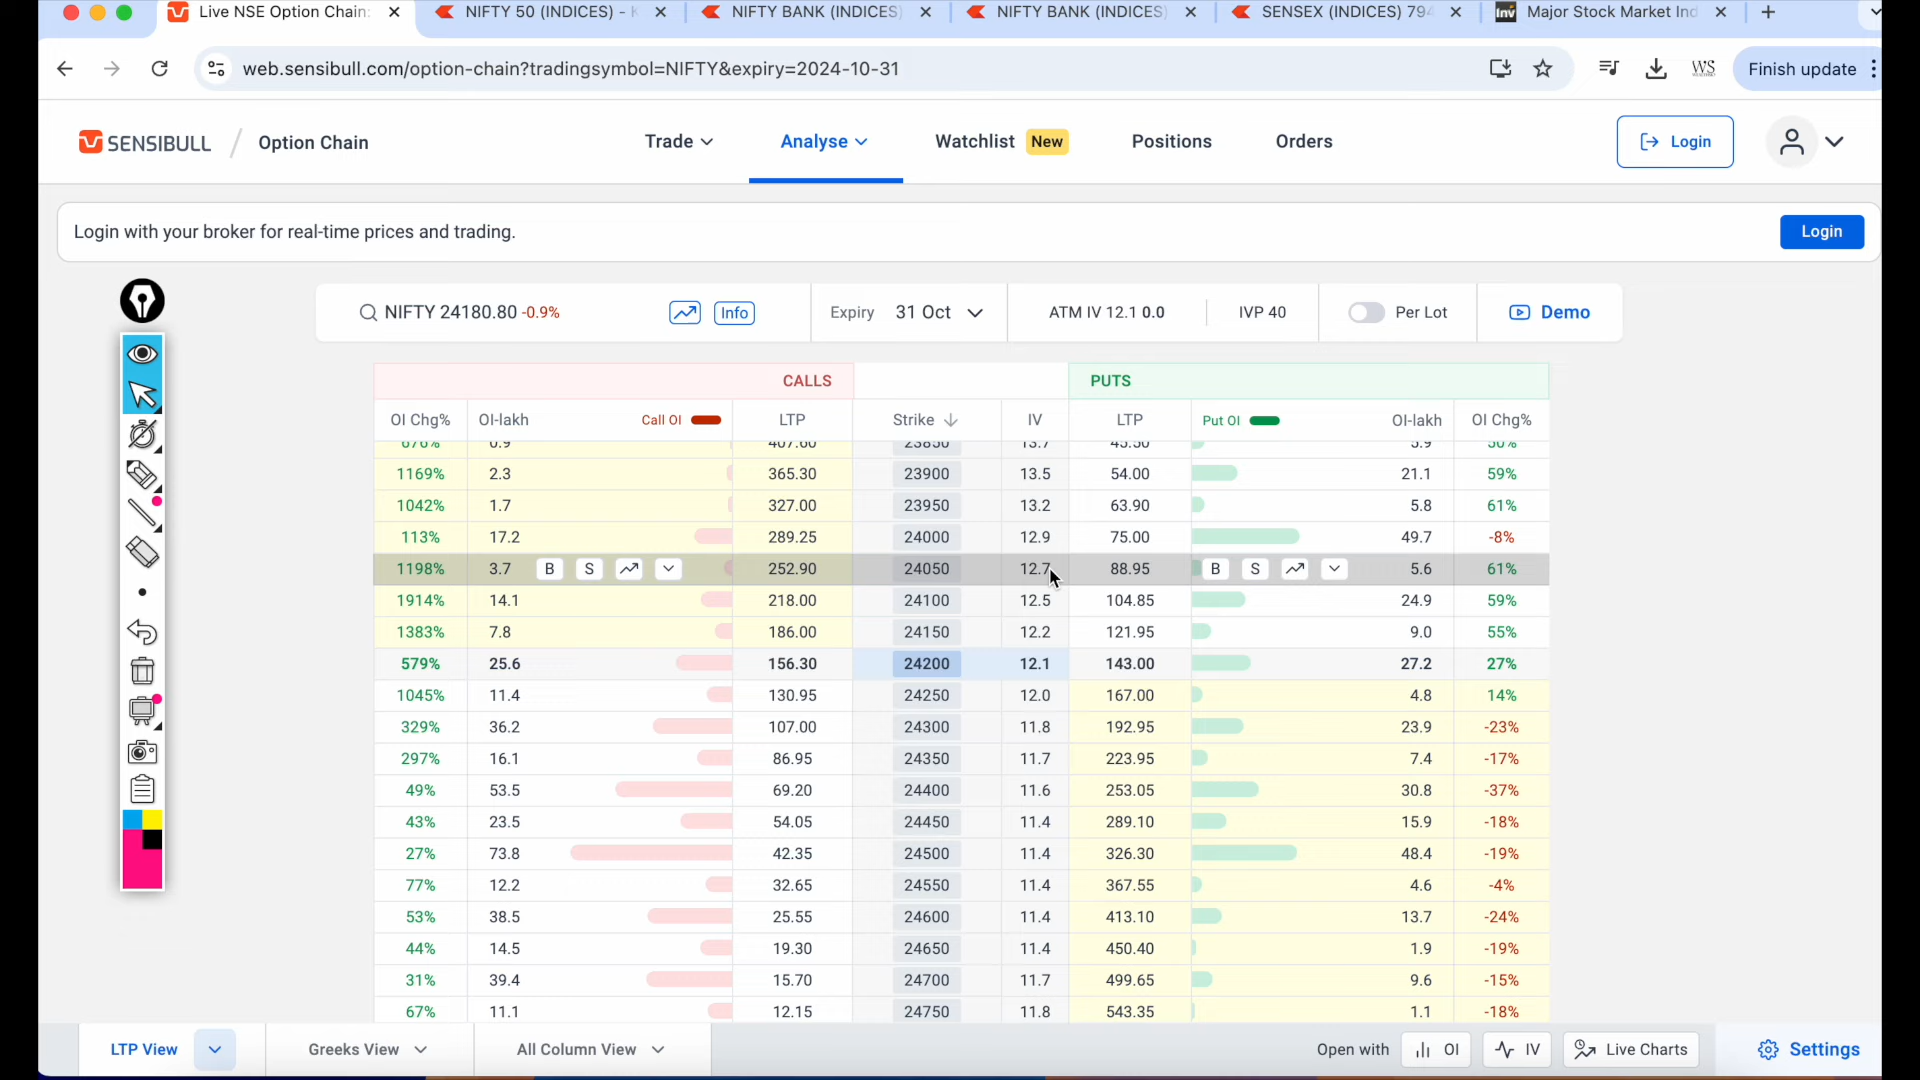 Live NSE Option Chain: NIFTY 50 (INDICES) - K NIFTY BANK (INDICES) NIFTY BANK (INDICES) SENSEX (INDICES) 794 Inv Major Stock Market Ind
web.sensibull.com/option-chain?tradingsymbol=NIFTY&expiry=2024-10-31 WS Finish update
SENSIBULL / Option Chain Trade Analyse Watchlist New Positions Orders Login
Login with your broker for real-time prices and trading. Login
NIFTY 24180.80 -0.9% Info Expiry 31 Oct ATM IV 12.1 0.0 IVP 40 Per Lot Demo
CALLS PUTS
OI Chg% OI-lakh Call OI LTP Strike IV LTP Put OI OI-lakh OI Chg%
676% 0.9 407.60 23850 13.7 45.50 5.9 50%
1169% 2.3 365.30 23900 13.5 54.00 21.1 59%
1042% 1.7 327.00 23950 13.2 63.90 5.8 61%
113% 17.2 289.25 24000 12.9 75.00 49.7 -8%
1198% 3.7 B S 252.90 24050 12.7 88.95 B S 5.6 61%
1914% 14.1 218.00 24100 12.5 104.85 24.9 59%
1383% 7.8 186.00 24150 12.2 121.95 9.0 55%
579% 25.6 156.30 24200 12.1 143.00 27.2 27%
1045% 11.4 130.95 24250 12.0 167.00 4.8 14%
329% 36.2 107.00 24300 11.8 192.95 23.9 -23%
297% 16.1 86.95 24350 11.7 223.95 7.4 -17%
49% 53.5 69.20 24400 11.6 253.05 30.8 -37%
43% 23.5 54.05 24450 11.4 289.10 15.9 -18%
27% 73.8 42.35 24500 11.4 326.30 48.4 -19%
77% 12.2 32.65 24550 11.4 367.55 4.6 -4%
53% 38.5 25.55 24600 11.4 413.10 13.7 -24%
44% 14.5 19.30 24650 11.4 450.40 1.9 -19%
31% 39.4 15.70 24700 11.7 499.65 9.6 -15%
67% 11.1 12.15 24750 11.8 543.35 1.1 -18%
LTP View Greeks View All Column View Open with OI IV Live Charts Settings